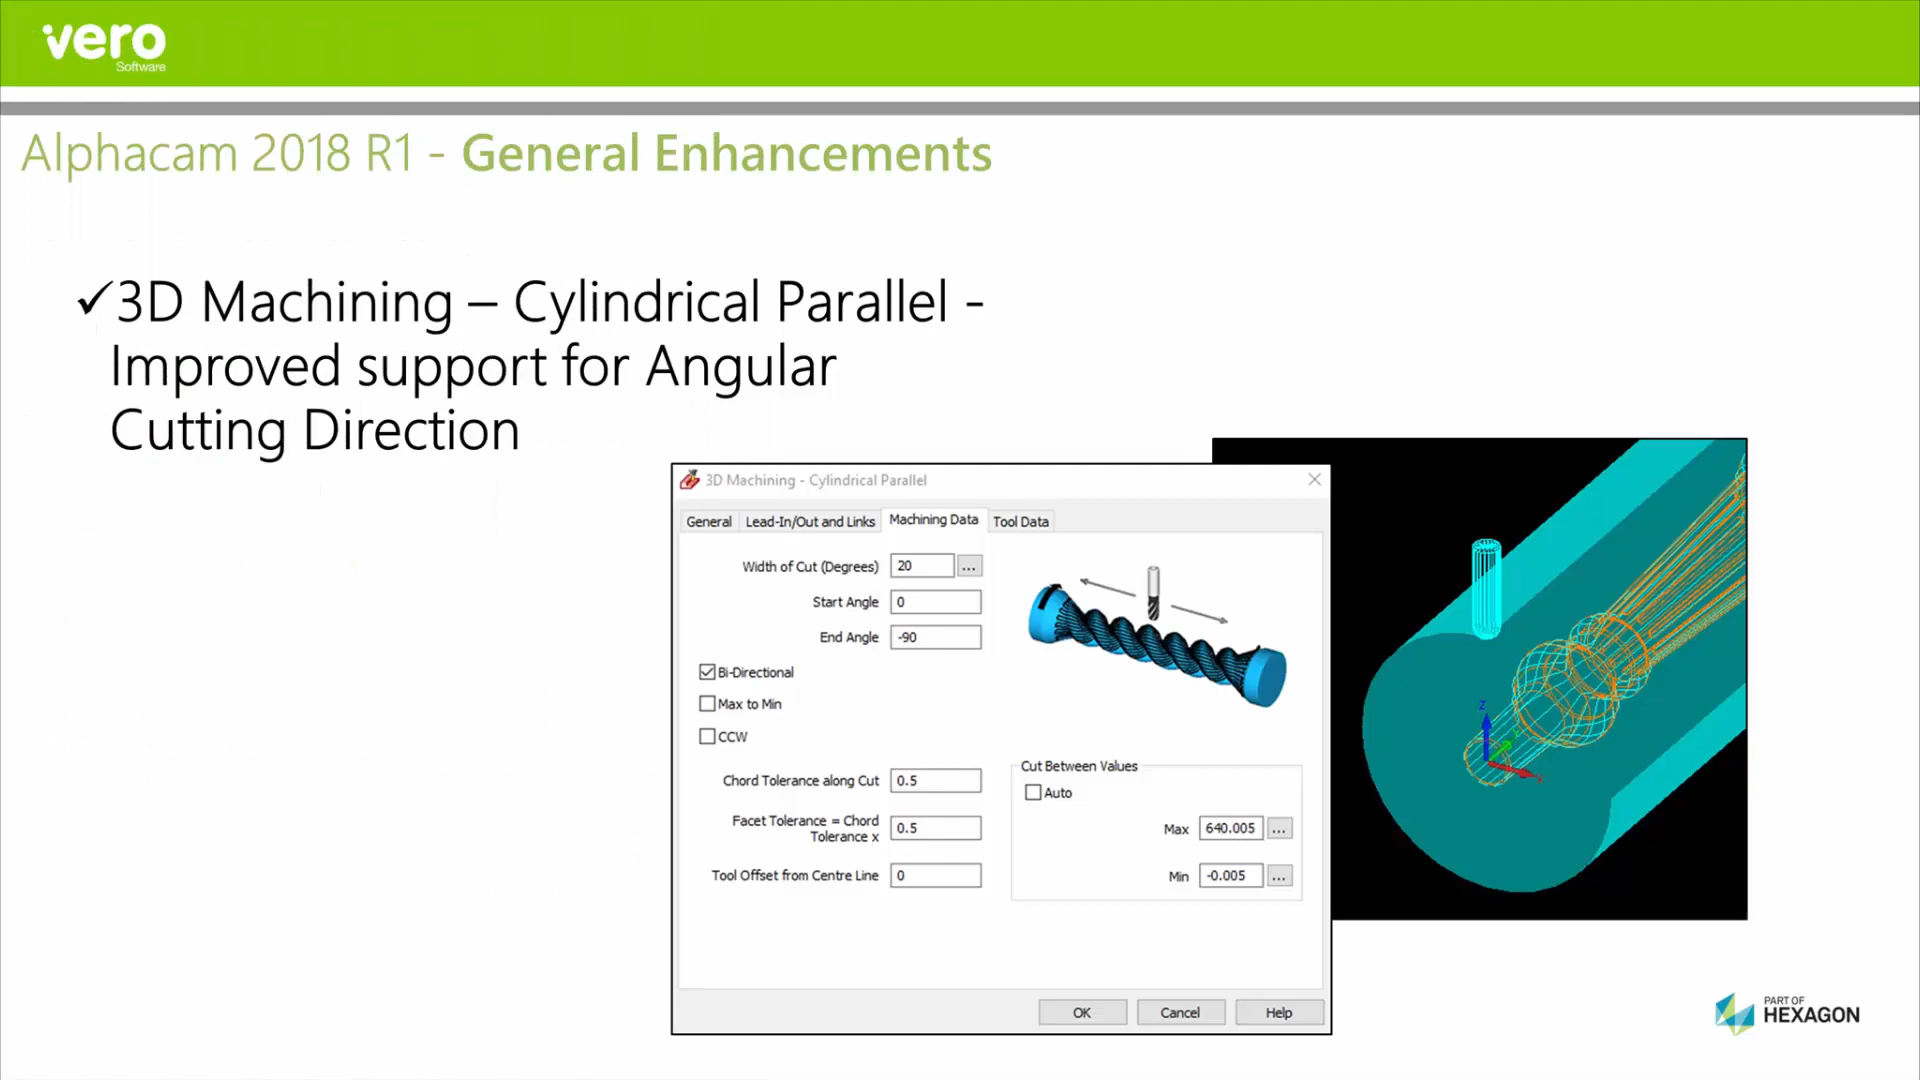 vero
Software
Alphacam 2018 R1 - General Enhancements
✓3D Machining – Cylindrical Parallel -
Improved support for Angular
Cutting Direction
3D Machining - Cylindrical Parallel
General Lead-In/Out and Links Machining Data Tool Data
Width of Cut (Degrees) 20 ...
Start Angle 0
End Angle -90
Bi-Directional
Max to Min
CCW
Chord Tolerance along Cut 0.5
Facet Tolerance = Chord
Tolerance x 0.5
Tool Offset from Centre Line 0
Cut Between Values
Auto
Max 640.005 ...
Min -0.005 ...
OK Cancel Help
Z
PART OF
HEXAGON